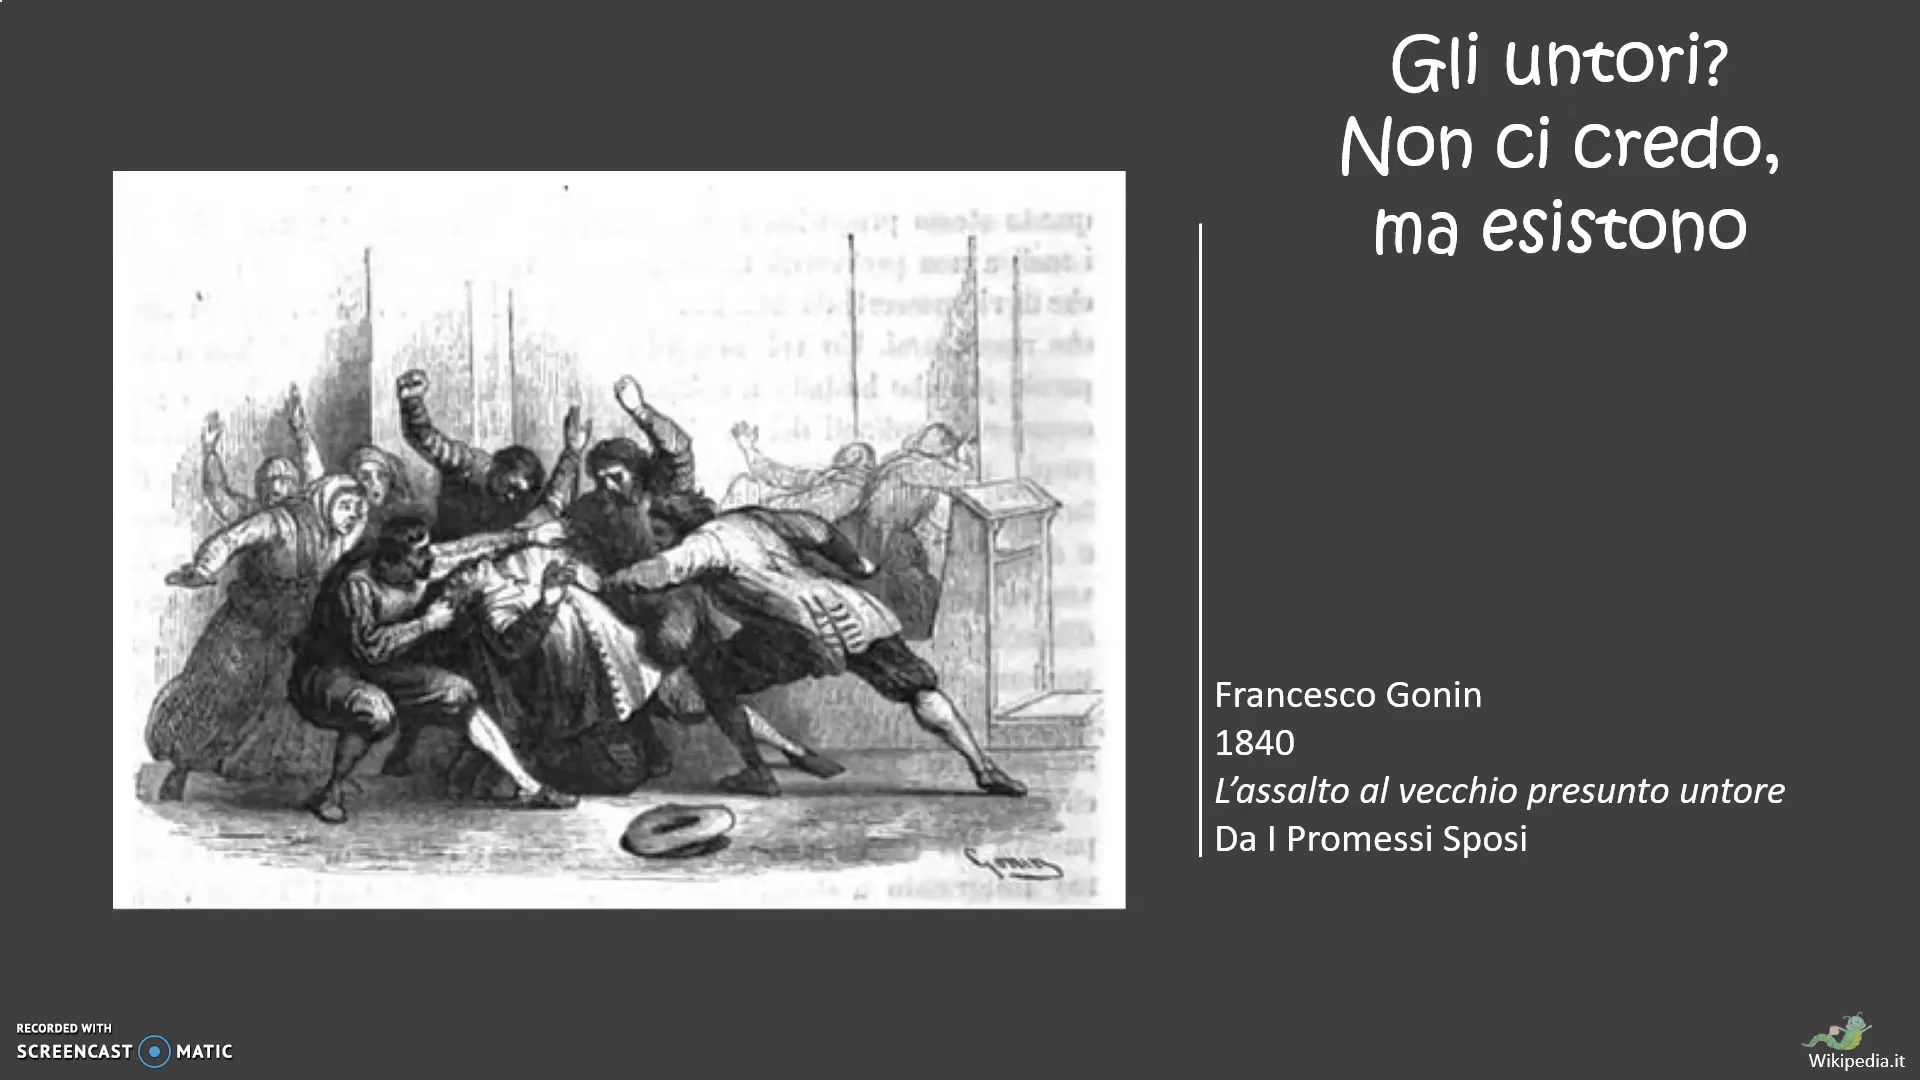 Gli untori?
Non ci credo,
ma esistono
Francesco Gonin
1840
L'assalto al vecchio presunto untore
Da I Promessi Sposi
Gonin
RECORDED WITH
SCREENCAST MATIC
Wikipedia.it